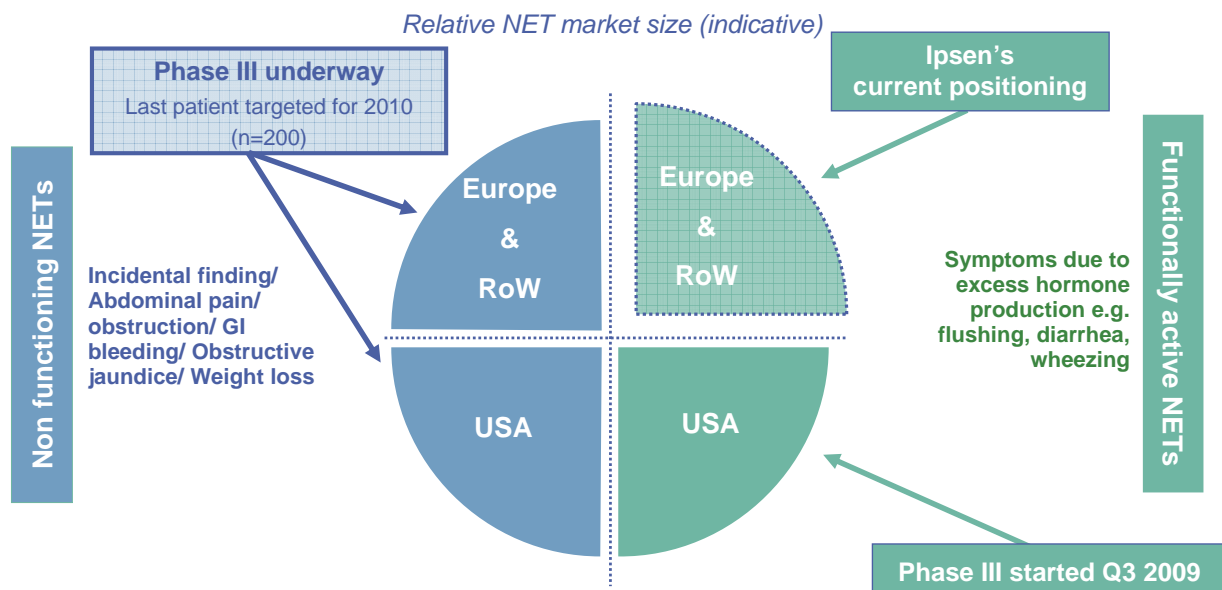 Relative NET market size (indicative)
Phase III underway
Last patient targeted for 2010
(n=200)
Ipsen's
current positioning
Non functioning NETs
Europe
&
RoW
Europe
&
RoW
Functionally active NETs
Incidental finding/
Abdominal pain/
obstruction/ GI
bleeding/ Obstructive
jaundice/ Weight loss
Symptoms due to
excess hormone
production e.g.
flushing, diarrhea,
wheezing
USA
USA
Phase III started Q3 2009